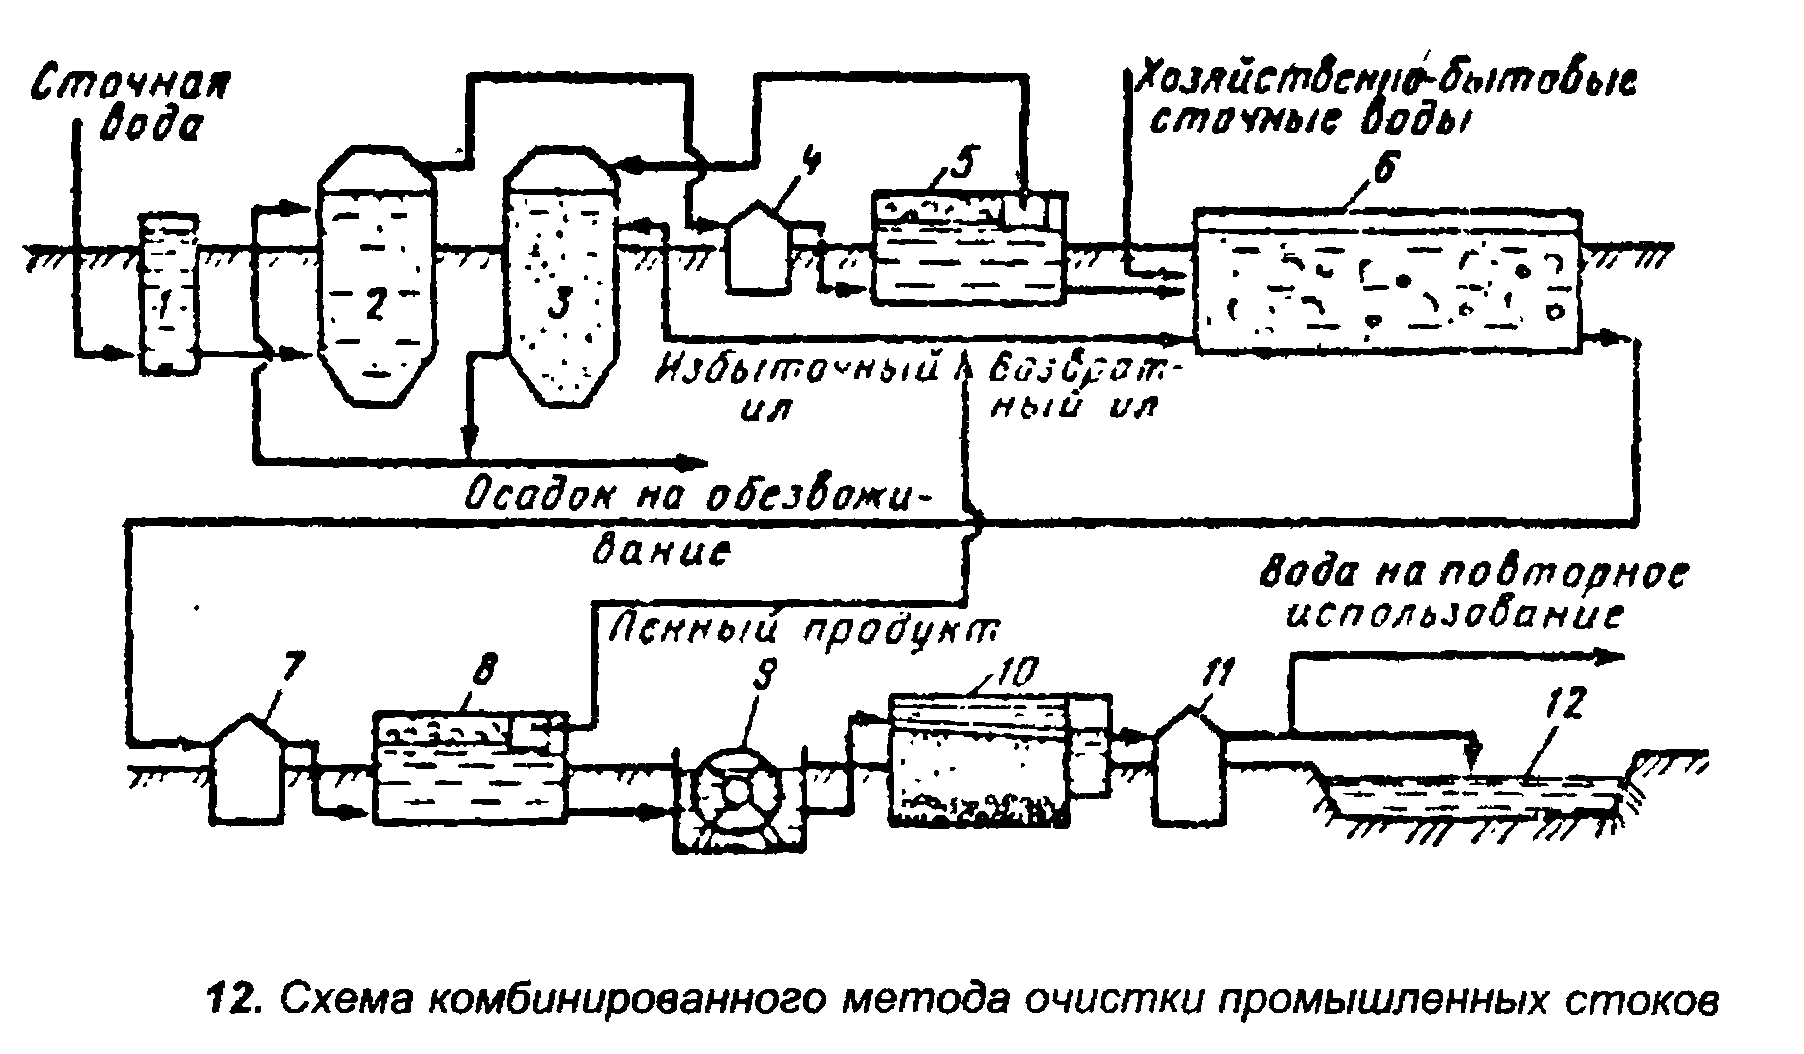 Сточная
вода
Хозяйственно-бытовые
сточные воды
1
2
3
4
5
6
Избыточный и возврат-
ил ный ил
Осадок на обезвожи-
вание
Пенный продукт
Вода на повторное
использование
7
8
9
10
11
12
12. Схема комбинированного метода очистки промышленных стоков